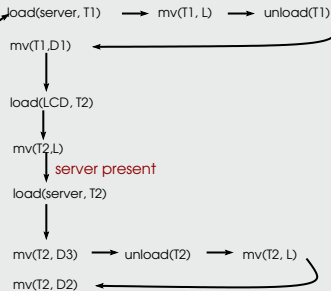 load(server, T1) mv(T1, L) unload(T1)
mv(T1,D1)
load(LCD, T2)
mv(T2,L)
server present
load(server, T2)
mv(T2, D3) unload(T2) mv(T2, L)
mv(T2, D2)